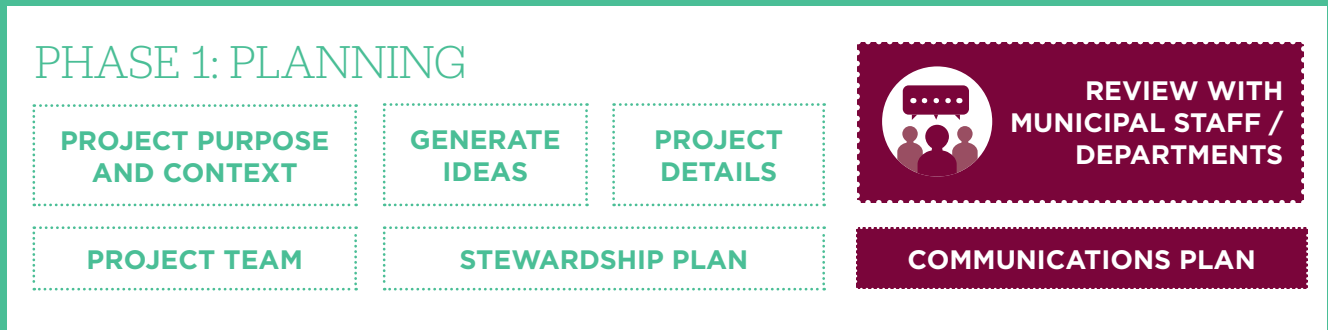 PHASE 1: PLANNING
PROJECT PURPOSE
AND CONTEXT
GENERATE
IDEAS
PROJECT
DETAILS
REVIEW WITH
MUNICIPAL STAFF /
DEPARTMENTS
PROJECT TEAM
STEWARDSHIP PLAN
COMMUNICATIONS PLAN